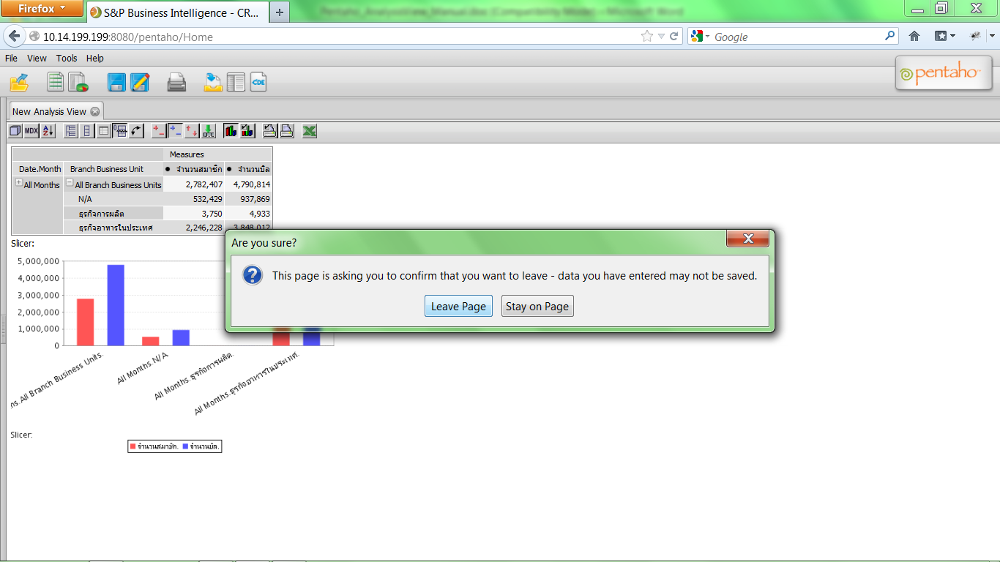 Firefox
S&P Business Intelligence - CR...
Pentaho_AnalysisView_Manual.doc [Compatibility Mode] - Microsoft Word
10.14.199.199:8080/pentaho/Home
Google
File View Tools Help
CDE
pentaho
New Analysis View
MDX
Measures
Date.Month Branch Business Unit จำนวนสมาชิก จำนวนบิล
All Months All Branch Business Units 2,782,407 4,790,814
N/A 532,429 937,869
ธุรกิจการผลิต 3,750 4,933
ธุรกิจอาหารในประเทศ 2,246,228 3,848,012
Slicer:
Are you sure?
This page is asking you to confirm that you want to leave - data you have entered may not be saved.
Leave Page Stay on Page
5,000,000
4,000,000
3,000,000
2,000,000
1,000,000
0
ns.All Branch Business Units.
All Months.N/A
All Months.ธุรกิจการผลิต.
All Months.ธุรกิจอาหารในประเทศ.
Slicer:
จำนวนสมาชิก. จำนวนบิล.